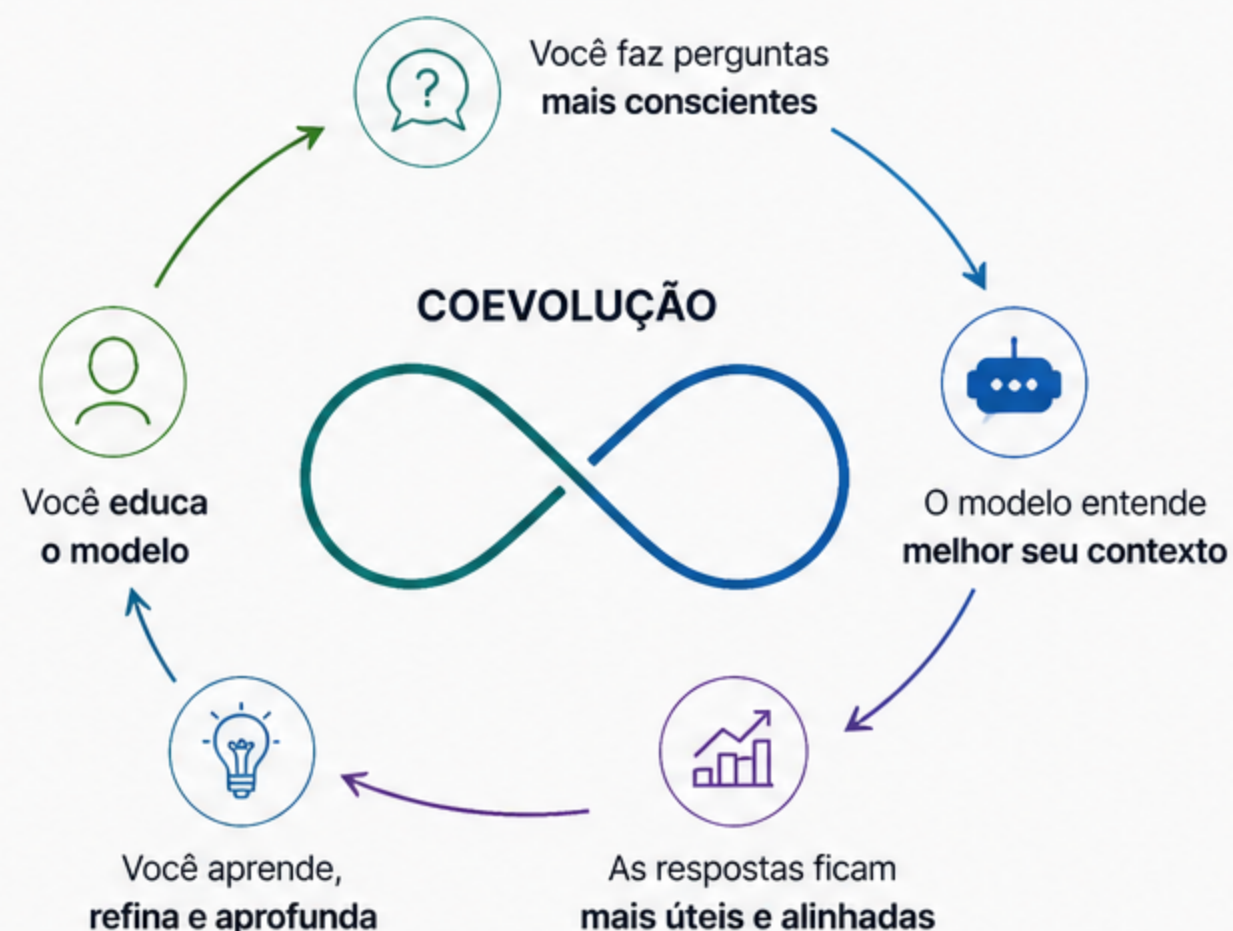 Você faz perguntas
mais conscientes
COEVOLUÇÃO
?
O modelo entende
melhor seu contexto
As respostas ficam
mais úteis e alinhadas
Você aprende,
refina e aprofunda
Você educa
o modelo